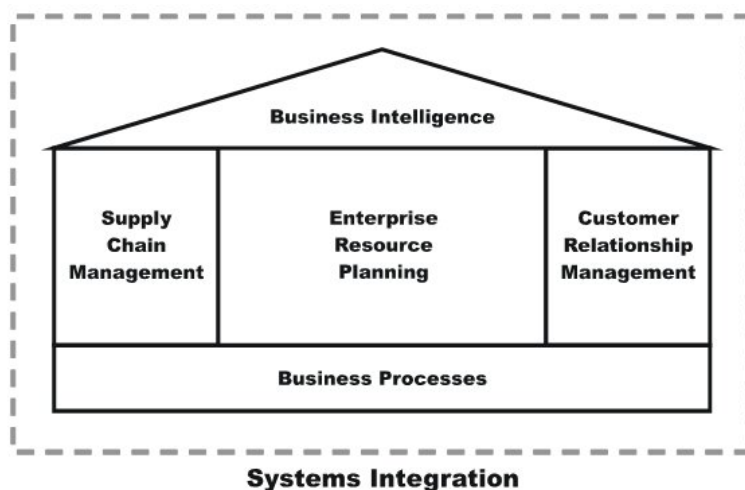 Business Intelligence
Supply
Chain
Management
Enterprise
Resource
Planning
Customer
Relationship
Management
Business Processes
Systems Integration